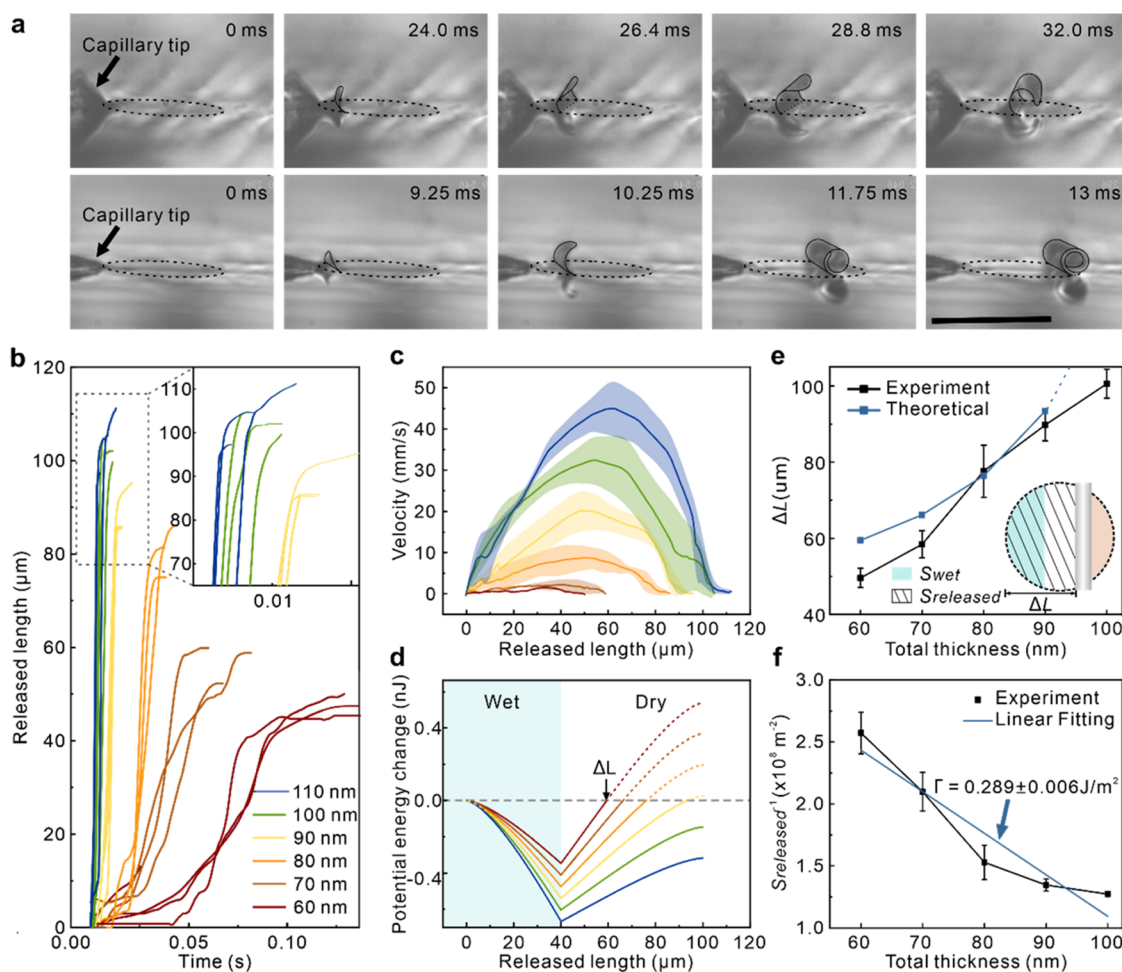 a
0 ms
24.0 ms
26.4 ms
28.8 ms
32.0 ms
Capillary tip
0 ms
9.25 ms
10.25 ms
11.75 ms
13 ms
Capillary tip
b
120
100
80
60
40
20
0
Released length (µm)
0.00
0.05
0.10
Time (s)
110
100
90
80
70
0.01
110 nm
100 nm
90 nm
80 nm
70 nm
60 nm
c
50
40
30
20
10
0
Velocity (mm/s)
0 20 40 60 80 100 120
Released length (µm)
d
Wet
Dry
ΔL
0.4
0.0
-0.4
Potential energy change (nJ)
0 20 40 60 80 100 120
Released length (µm)
e
Experiment
Theoretical
100
80
60
40
ΔL(um)
Swet
Sreleased
ΔL
60 70 80 90 100
Total thickness (nm)
f
Experiment
Linear Fitting
Γ = 0.289±0.006J/m²
3.0
2.5
2.0
1.5
1.0
Sreleased⁻¹ (x10⁸ m⁻²)
60 70 80 90 100
Total thickness (nm)